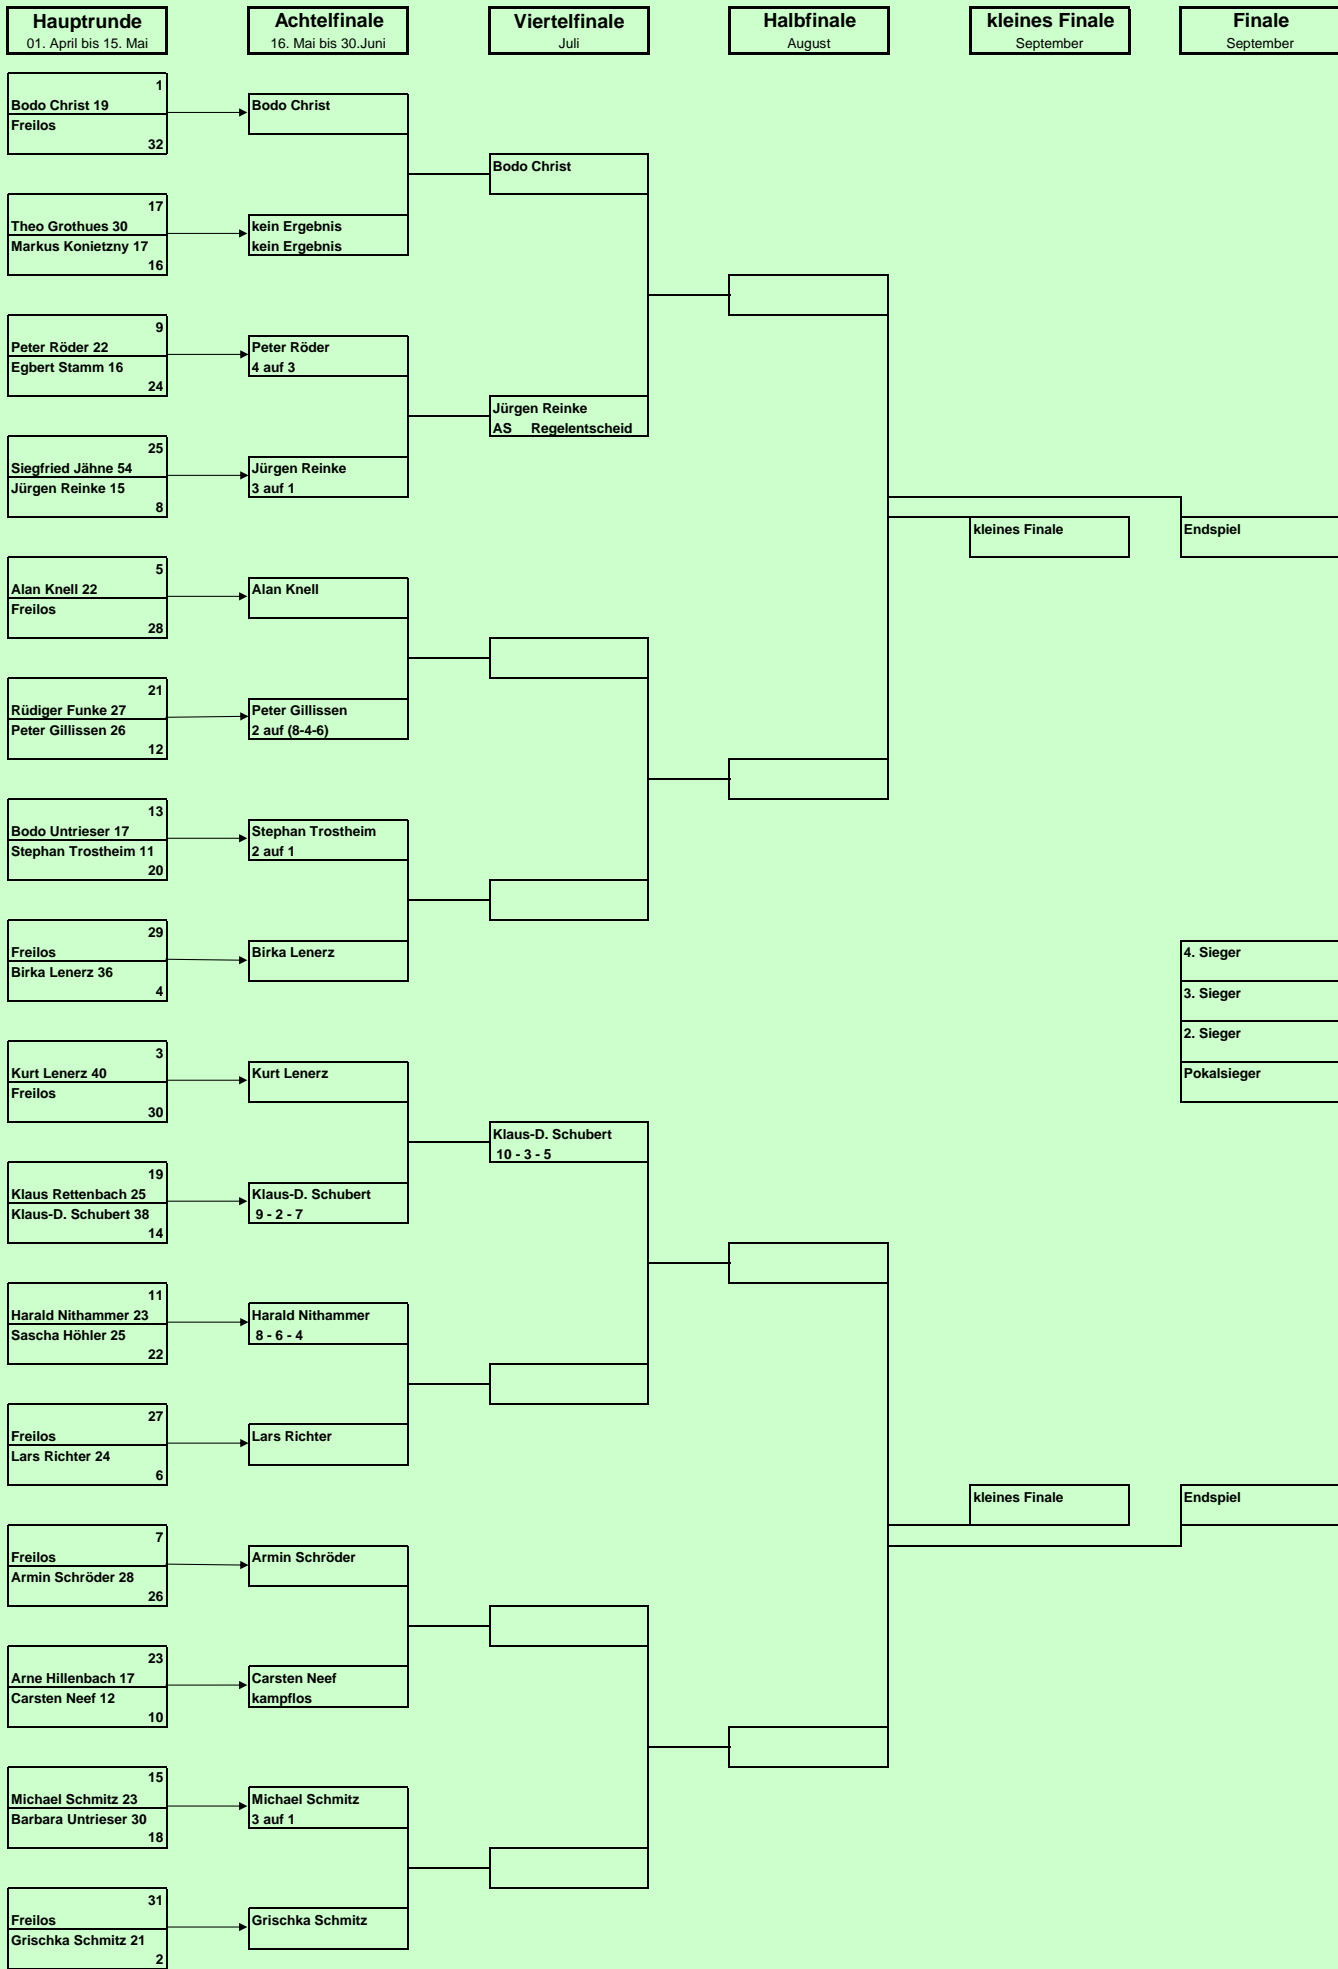 Hauptrunde
01. April bis 15. Mai
Achtelfinale
16. Mai bis 30.Juni
Viertelfinale
Juli
Halbfinale
August
kleines Finale
September
Finale
September
1
Bodo Christ 19
Freilos
32
17
Theo Grothues 30
Markus Konietzny 17
16
9
Peter Röder 22
Egbert Stamm 16
24
25
Siegfried Jähne 54
Jürgen Reinke 15
8
5
Alan Knell 22
Freilos
28
21
Rüdiger Funke 27
Peter Gillissen 26
12
13
Bodo Untrieser 17
Stephan Trostheim 11
20
29
Freilos
Birka Lenerz 36
4
3
Kurt Lenerz 40
Freilos
30
19
Klaus Rettenbach 25
Klaus-D. Schubert 38
14
11
Harald Nithammer 23
Sascha Höhler 25
22
27
Freilos
Lars Richter 24
6
7
Freilos
Armin Schröder 28
26
23
Arne Hillenbach 17
Carsten Neef 12
10
15
Michael Schmitz 23
Barbara Untrieser 30
18
31
Freilos
Grischka Schmitz 21
2
Bodo Christ
kein Ergebnis
kein Ergebnis
Peter Röder
4 auf 3
Jürgen Reinke
3 auf 1
Alan Knell
Peter Gillissen
2 auf (8-4-6)
Stephan Trostheim
2 auf 1
Birka Lenerz
Kurt Lenerz
Klaus-D. Schubert
9 - 2 - 7
Harald Nithammer
8 - 6 - 4
Lars Richter
Armin Schröder
Carsten Neef
kampflos
Michael Schmitz
3 auf 1
Grischka Schmitz
Bodo Christ
Jürgen Reinke
AS Regelentscheid
Klaus-D. Schubert
10 - 3 - 5
kleines Finale
kleines Finale
Endspiel
4. Sieger
3. Sieger
2. Sieger
Pokalsieger
Endspiel